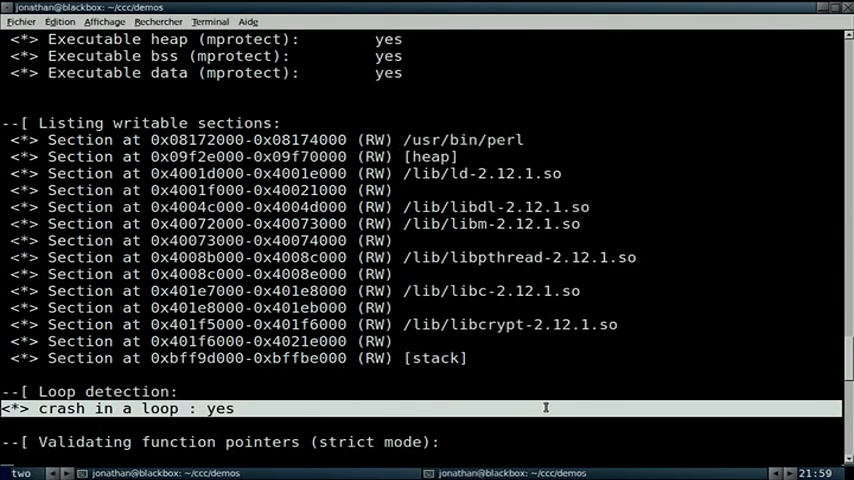 jonathan@blackbox: ~/ccc/demos
Fichier Édition Affichage Rechercher Terminal Aide
<*> Executable heap (mprotect): yes
<*> Executable bss (mprotect): yes
<*> Executable data (mprotect): yes
--[ Listing writable sections:
<*> Section at 0x08172000-0x08174000 (RW) /usr/bin/perl
<*> Section at 0x09f2e000-0x09f70000 (RW) [heap]
<*> Section at 0x4001d000-0x4001e000 (RW) /lib/ld-2.12.1.so
<*> Section at 0x4001f000-0x40021000 (RW)
<*> Section at 0x4004c000-0x4004d000 (RW) /lib/libdl-2.12.1.so
<*> Section at 0x40072000-0x40073000 (RW) /lib/libm-2.12.1.so
<*> Section at 0x40073000-0x40074000 (RW)
<*> Section at 0x4008b000-0x4008c000 (RW) /lib/libpthread-2.12.1.so
<*> Section at 0x4008c000-0x4008e000 (RW)
<*> Section at 0x401e7000-0x401e8000 (RW) /lib/libc-2.12.1.so
<*> Section at 0x401e8000-0x401eb000 (RW)
<*> Section at 0x401f5000-0x401f6000 (RW) /lib/libcrypt-2.12.1.so
<*> Section at 0x401f6000-0x4021e000 (RW)
<*> Section at 0xbff9d000-0xbffbe000 (RW) [stack]
--[ Loop detection:
<*> crash in a loop : yes
--[ Validating function pointers (strict mode):
two jonathan@blackbox: ~/ccc/demos jonathan@blackbox: ~/ccc/demos 21:59